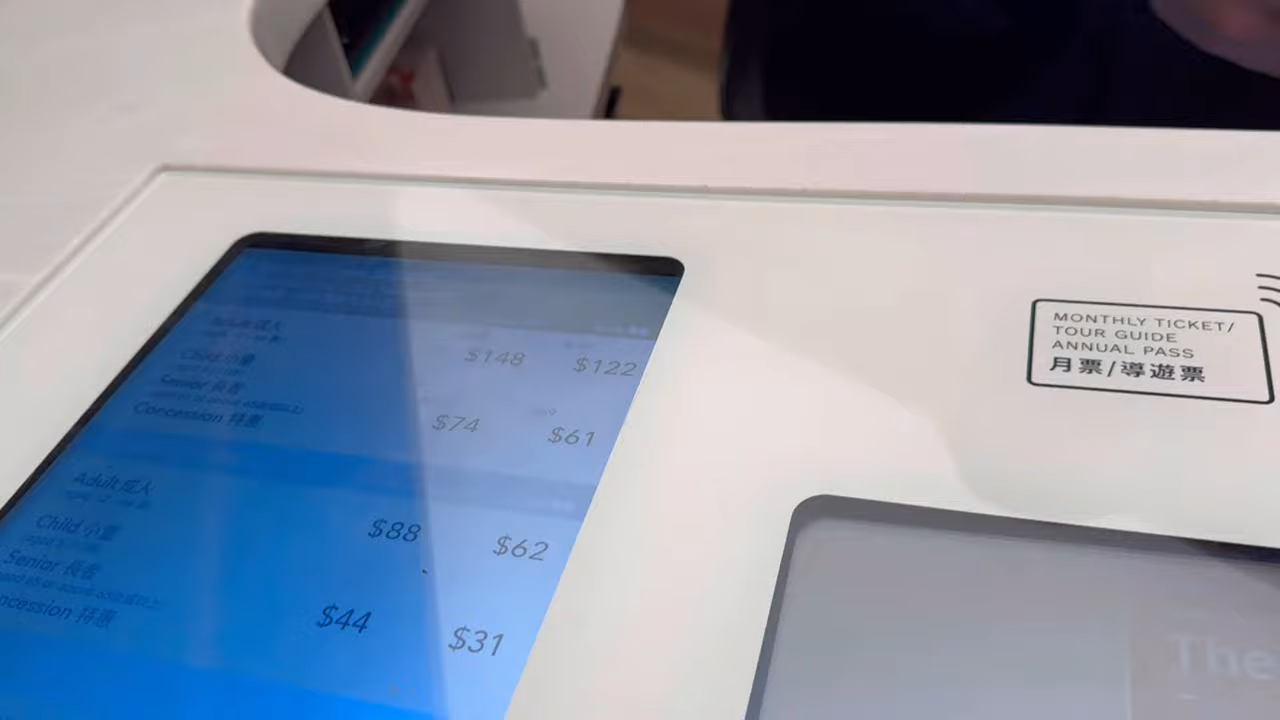 Adult 成人
$148 $122
Child 小童
Senior 長者
Concession 特惠
$74 $61
Adult 成人
$88 $62
Child 小童
Senior 長者
ncession 特惠
$44 $31
MONTHLY TICKET/
TOUR GUIDE
ANNUAL PASS
月票/導遊票
The